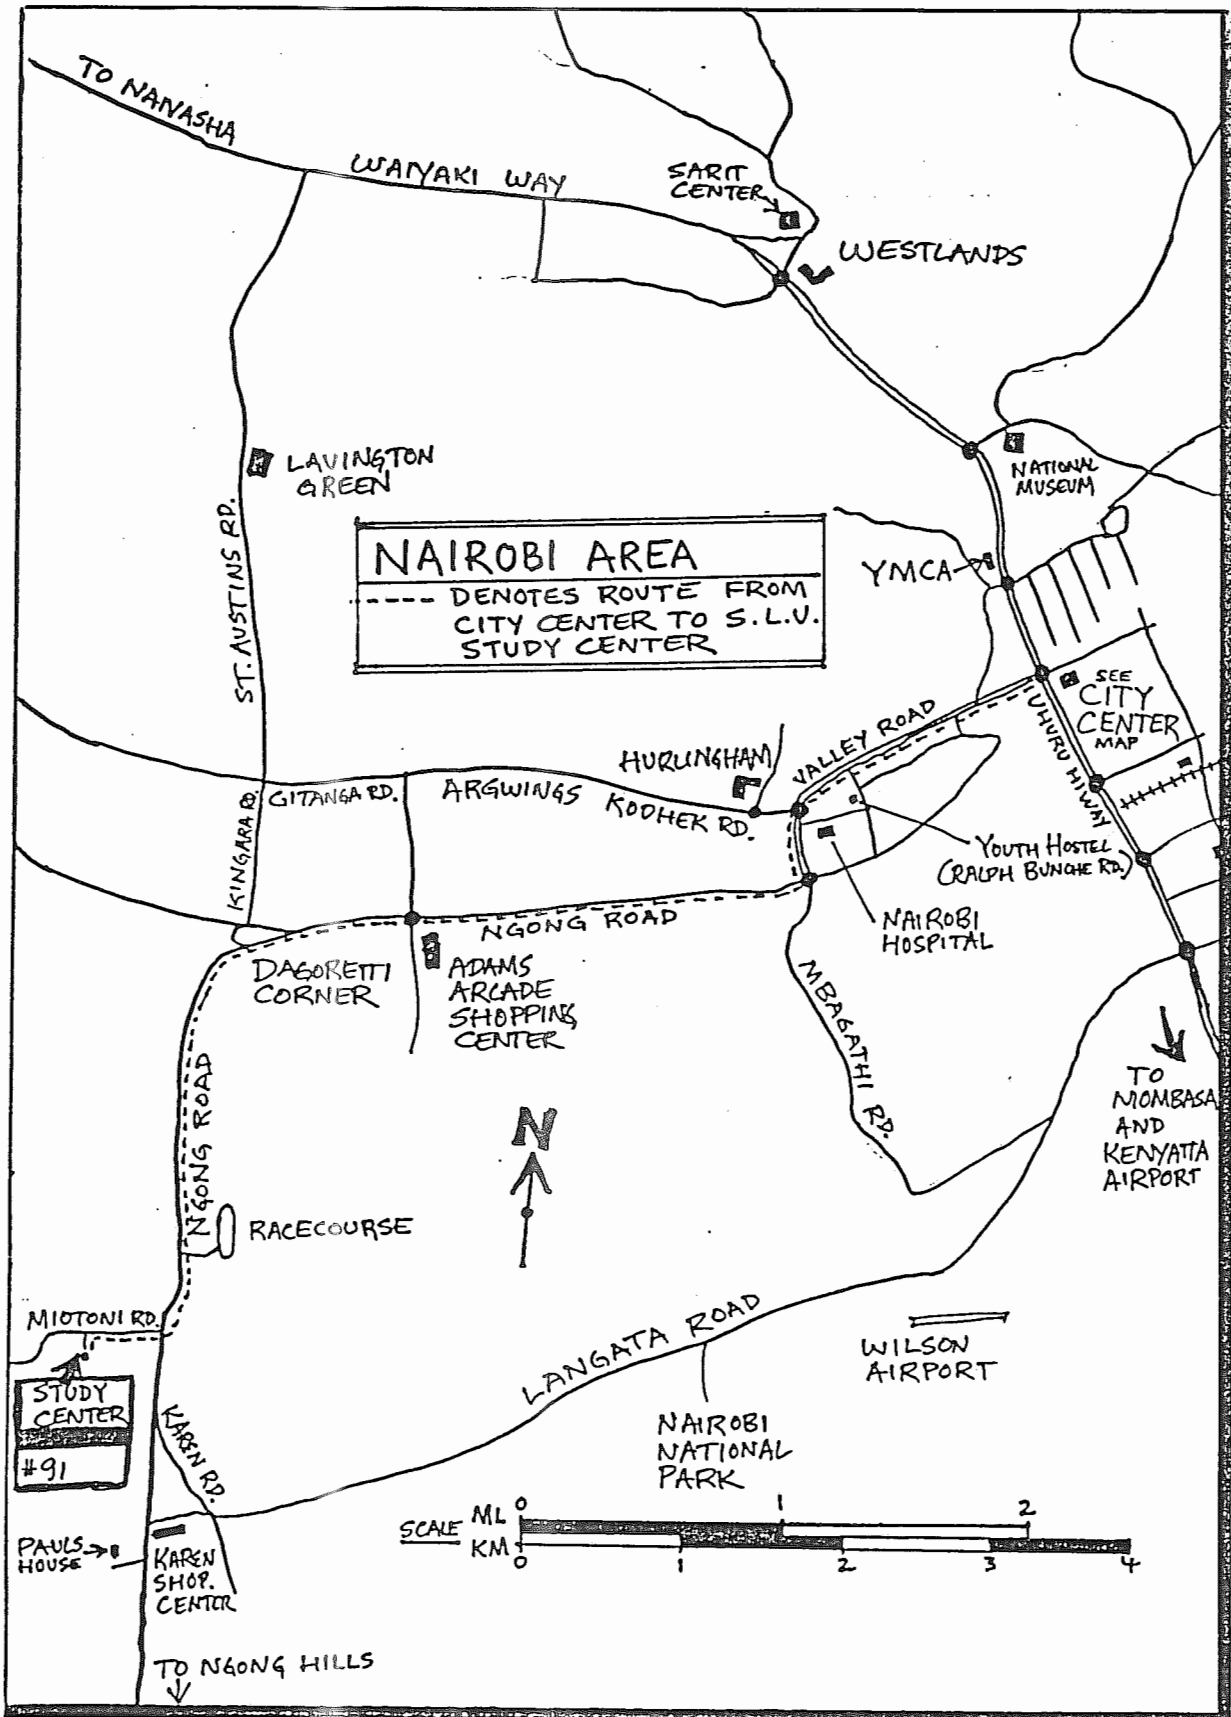 TO NANASHA
WAIYAKI WAY
SARIT
CENTER
WESTLANDS
LAVINGTON
GREEN
NATIONAL
MUSEUM
ST. AUSTINS RD.
NAIROBI AREA
---- DENOTES ROUTE FROM
CITY CENTER TO S.L.U.
STUDY CENTER
YMCA
SEE
CITY
CENTER
MAP
UHURU HIWAY
VALLEY ROAD
HURLINGHAM
GITANGA RD.
ARGWINGS KODHEK RD.
KINGARA RD.
YOUTH HOSTEL
(RALPH BUNCHE RD.)
NAIROBI
HOSPITAL
NGONG ROAD
DAGORETTI
CORNER
ADAMS
ARCADE
SHOPPING
CENTER
MBAGATHI RD.
TO
MOMBASA
AND
KENYATTA
AIRPORT
NGONG ROAD
N
RACECOURSE
MIOTONI RD.
LANGATA ROAD
WILSON
AIRPORT
STUDY
CENTER
#91
KAREN RD.
NAIROBI
NATIONAL
PARK
SCALE
ML 0 1 2
KM 0 1 2 3 4
PAULS
HOUSE
KAREN
SHOP.
CENTER
TO NGONG HILLS